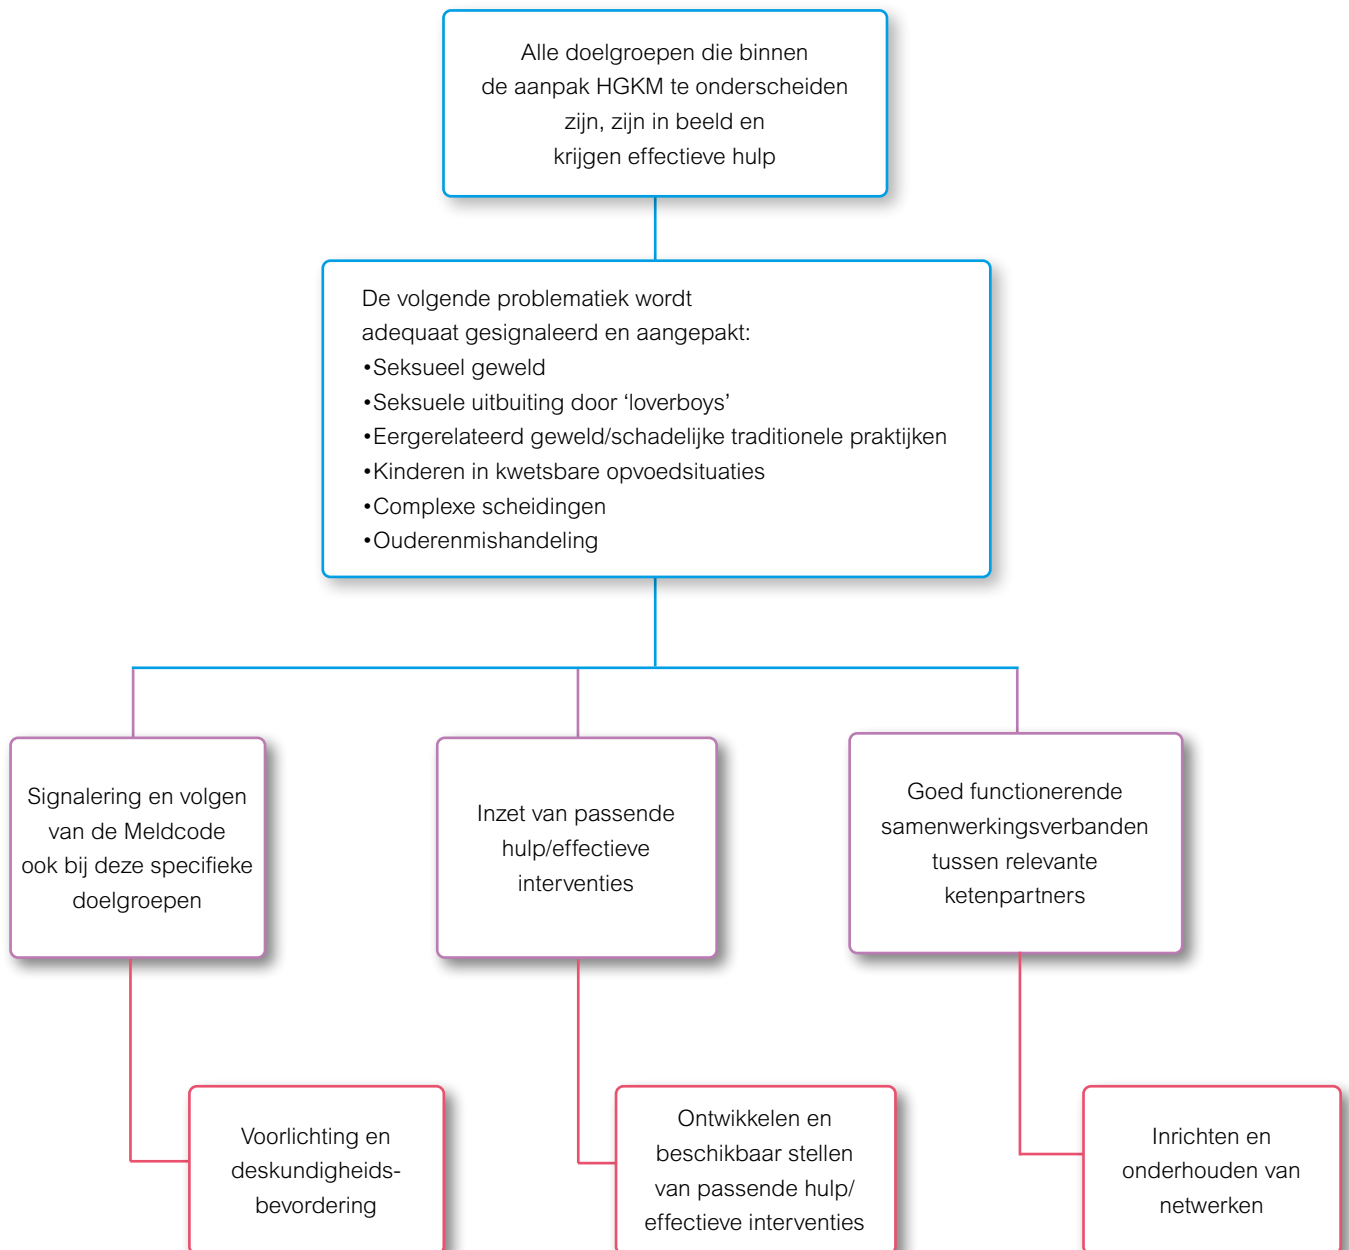 Alle doelgroepen die binnen
de aanpak HGKM te onderscheiden
zijn, zijn in beeld en
krijgen effectieve hulp
De volgende problematiek wordt
adequaat gesignaleerd en aangepakt:
•Seksueel geweld
•Seksuele uitbuiting door ‘loverboys’
•Eergerelateerd geweld/schadelijke traditionele praktijken
•Kinderen in kwetsbare opvoedsituaties
•Complexe scheidingen
•Ouderenmishandeling
Signalering en volgen
van de Meldcode
ook bij deze specifieke
doelgroepen
Inzet van passende
hulp/effectieve
interventies
Goed functionerende
samenwerkingsverbanden
tussen relevante
ketenpartners
Voorlichting en
deskundigheids-
bevordering
Ontwikkelen en
beschikbaar stellen
van passende hulp/
effectieve interventies
Inrichten en
onderhouden van
netwerken